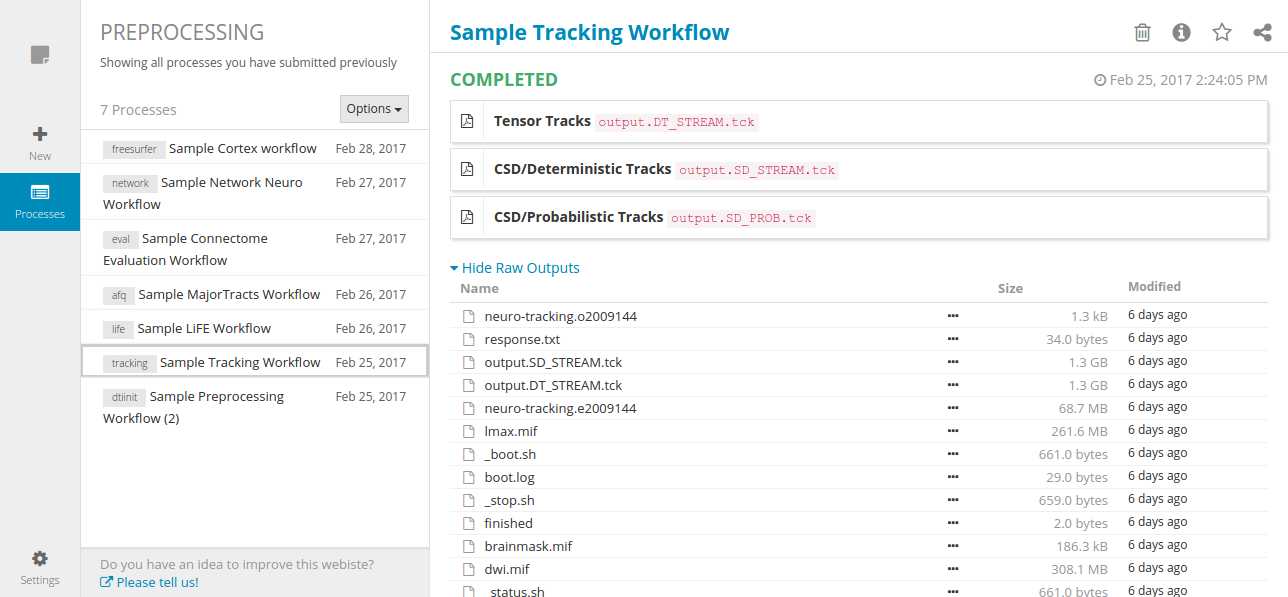 New
Processes
Settings
PREPROCESSING
Showing all processes you have submitted previously
7 Processes
Options
freesurfer Sample Cortex workflow Feb 28, 2017
network Sample Network Neuro Feb 27, 2017
Workflow
eval Sample Connectome Feb 27, 2017
Evaluation Workflow
afq Sample MajorTracts Workflow Feb 26, 2017
life Sample LiFE Workflow Feb 26, 2017
tracking Sample Tracking Workflow Feb 25, 2017
dtiinit Sample Preprocessing Feb 25, 2017
Workflow (2)
Do you have an idea to improve this webiste?
Please tell us!
Sample Tracking Workflow
COMPLETED Feb 25, 2017 2:24:05 PM
Tensor Tracks output.DT_STREAM.tck
CSD/Deterministic Tracks output.SD_STREAM.tck
CSD/Probabilistic Tracks output.SD_PROB.tck
Hide Raw Outputs
Name Size Modified
neuro-tracking.o2009144 ••• 1.3 kB 6 days ago
response.txt ••• 34.0 bytes 6 days ago
output.SD_STREAM.tck ••• 1.3 GB 6 days ago
output.DT_STREAM.tck ••• 1.3 GB 6 days ago
neuro-tracking.e2009144 ••• 68.7 MB 6 days ago
lmax.mif ••• 261.6 MB 6 days ago
_boot.sh ••• 661.0 bytes 6 days ago
boot.log ••• 29.0 bytes 6 days ago
_stop.sh ••• 659.0 bytes 6 days ago
finished ••• 2.0 bytes 6 days ago
brainmask.mif ••• 186.3 kB 6 days ago
dwi.mif ••• 308.1 MB 6 days ago
_status.sh ••• 661.0 bytes 6 days ago